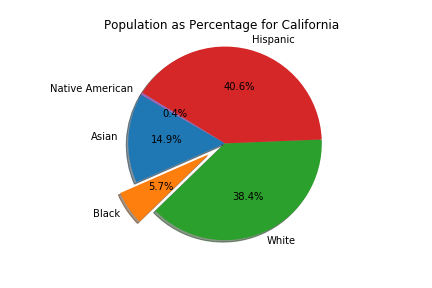 Population as Percentage for California
Hispanic
40.6%
Native American
0.4%
Asian
14.9%
5.7%
Black
38.4%
White